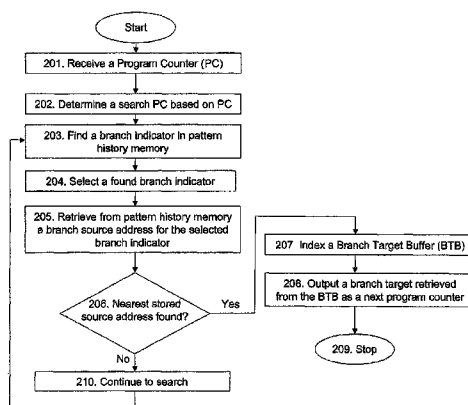 Start
201. Receive a Program Counter (PC)
202. Determine a search PC based on PC
203. Find a branch indicator in pattern
history memory
204. Select a found branch indicator
205. Retrieve from pattern history memory
a branch source address for the selected
branch indicator
206. Nearest stored
source address found?
Yes
No
207 Index a Branch Target Buffer (BTB)
208. Output a branch target retrieved
from the BTB as a next program counter
209. Stop
210. Continue to search